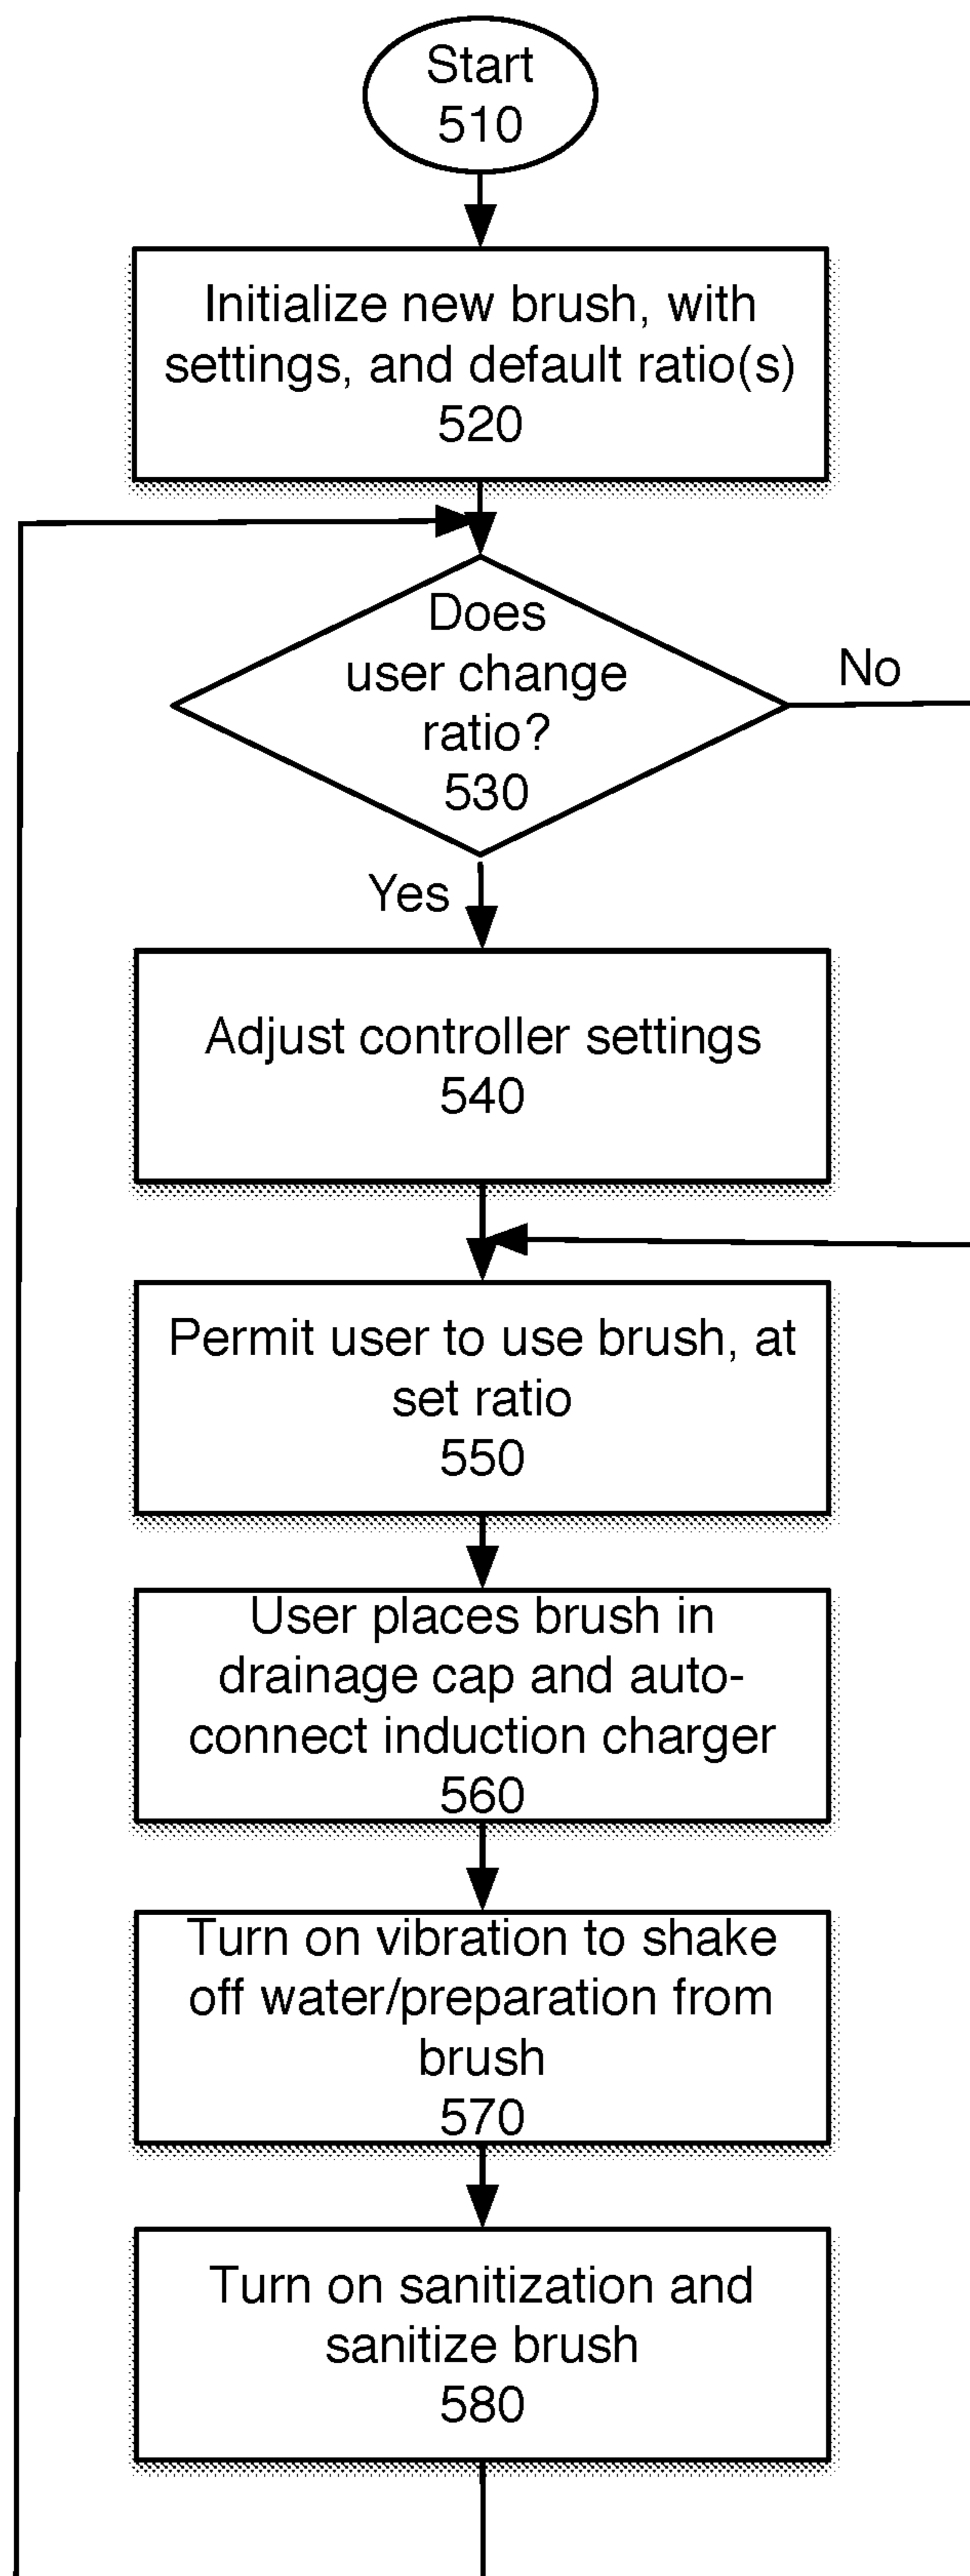 Start
510
Initialize new brush, with
settings, and default ratio(s)
520
Does
user change
ratio?
530
No
Yes
Adjust controller settings
540
Permit user to use brush, at
set ratio
550
User places brush in
drainage cap and auto-
connect induction charger
560
Turn on vibration to shake
off water/preparation from
brush
570
Turn on sanitization and
sanitize brush
580